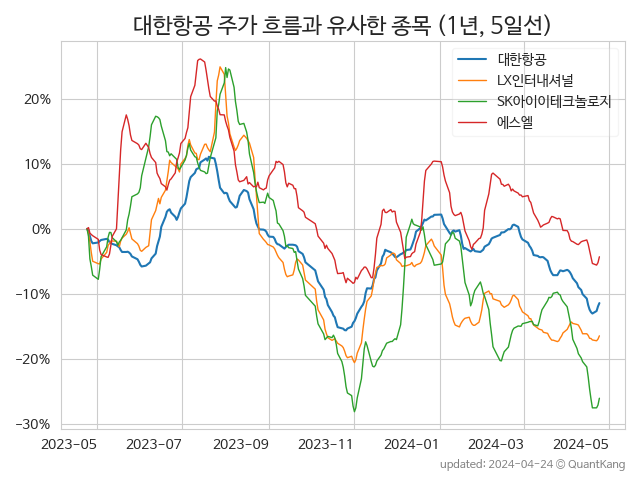 대한항공 주가 흐름과 유사한 종목 (1년, 5일선)
대한항공
LX인터내셔널
SK아이이테크놀로지
에스엘
20%
10%
0%
−10%
−20%
−30%
2023−05 2023−07 2023−09 2023−11 2024−01 2024−03 2024−05
updated: 2024-04-24 © QuantKang